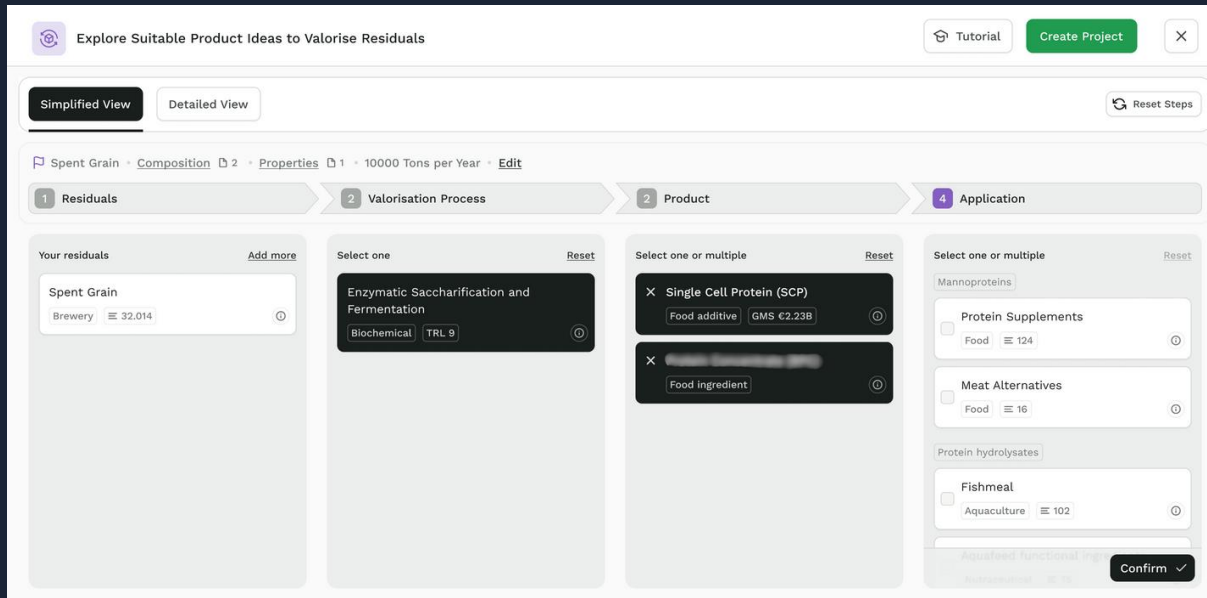 Explore Suitable Product Ideas to Valorise Residuals
Tutorial
Create Project
Simplified View
Detailed View
Reset Steps
Spent Grain • Composition 2 • Properties 1 • 10000 Tons per Year • Edit
1 Residuals
2 Valorisation Process
2 Product
4 Application
Your residuals
Add more
Spent Grain
Brewery
32.014
Select one
Reset
Enzymatic Saccharification and
Fermentation
Biochemical
TRL 9
Select one or multiple
Reset
Single Cell Protein (SCP)
Food additive
GMS €2.23B
Food ingredient
Select one or multiple
Reset
Mannoproteins
Protein Supplements
Food
124
Meat Alternatives
Food
16
Protein hydrolysates
Fishmeal
Aquaculture
102
Aquafeed functional
Confirm